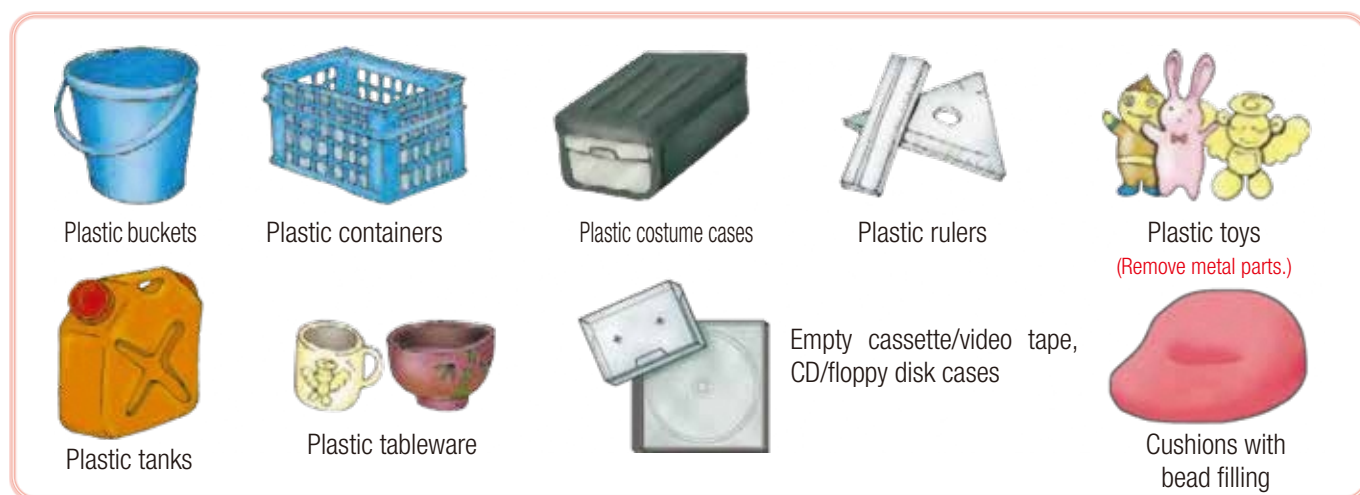 Plastic buckets
Plastic containers
Plastic costume cases
Plastic rulers
Plastic toys
(Remove metal parts.)
Plastic tanks
Plastic tableware
Empty cassette/video tape,
CD/floppy disk cases
Cushions with
bead filling